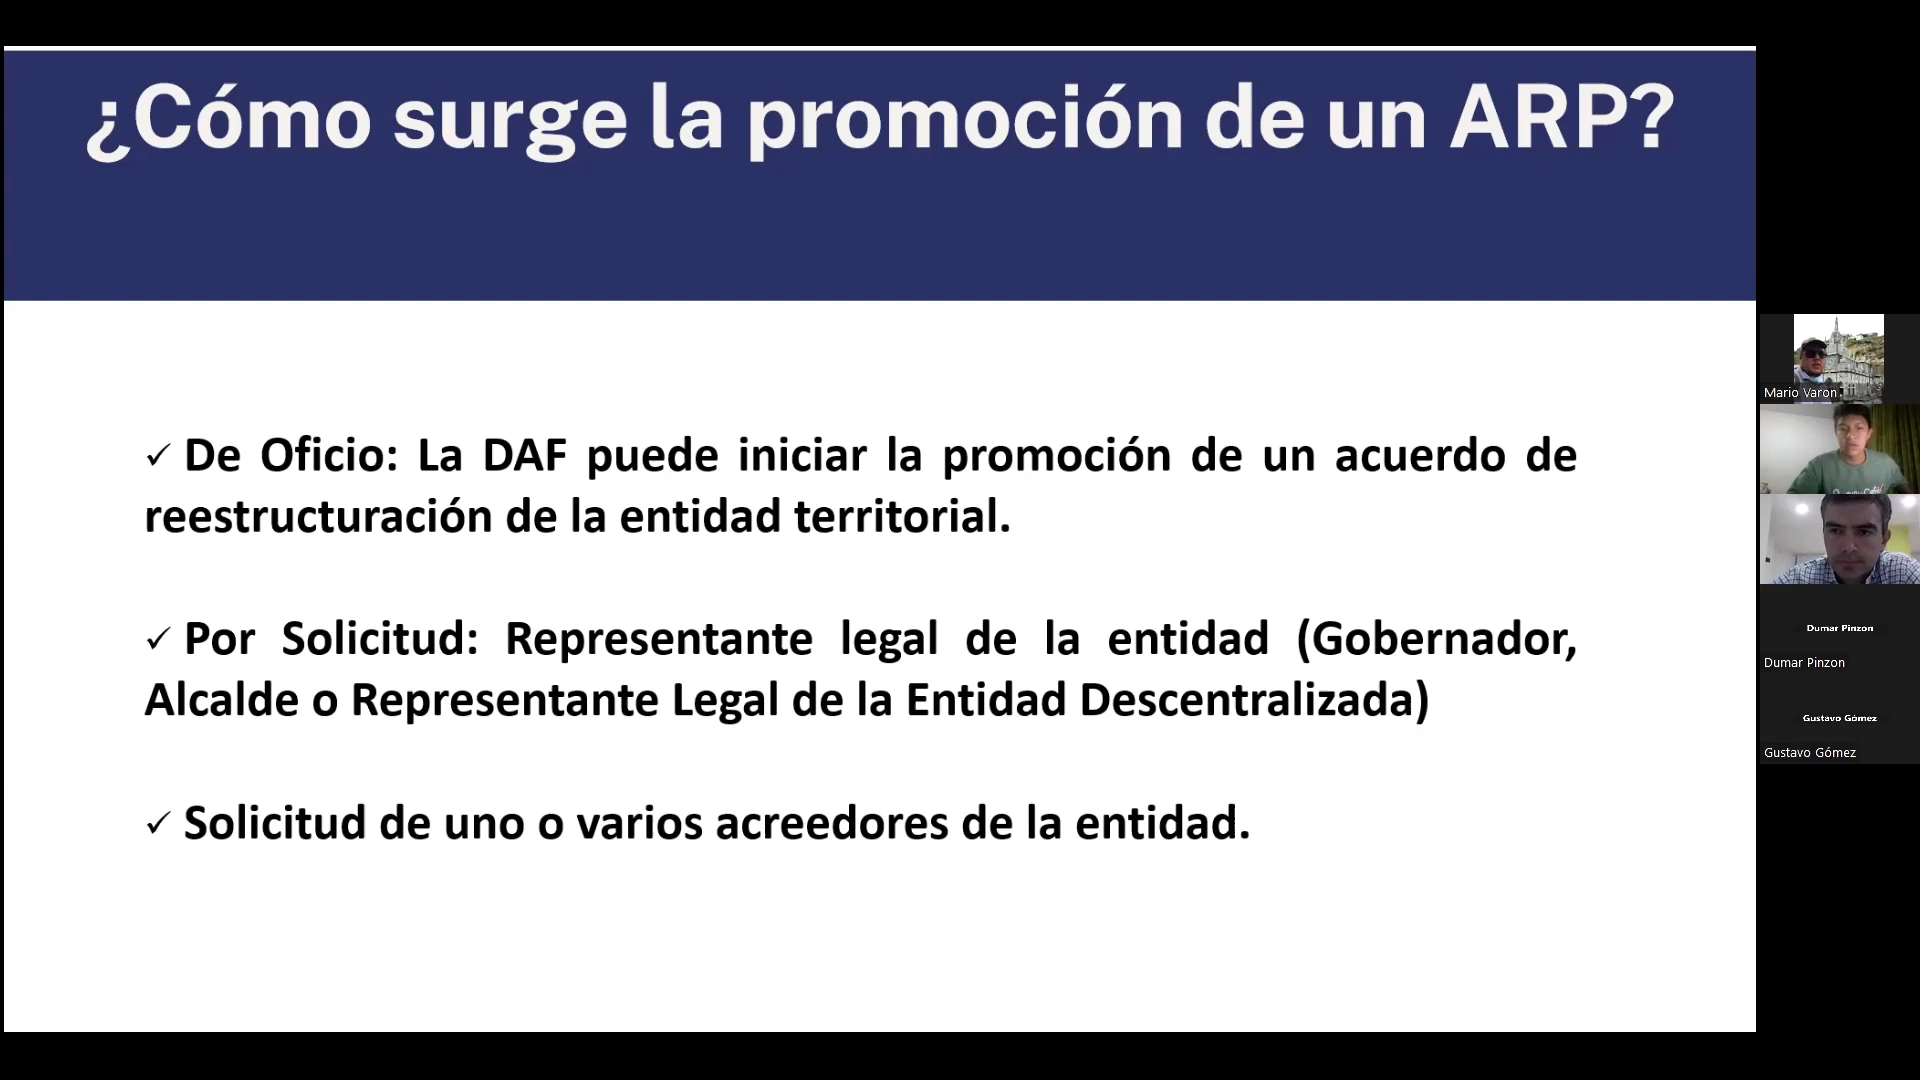 ¿Cómo surge la promoción de un ARP?
✓ De Oficio: La DAF puede iniciar la promoción de un acuerdo de
reestructuración de la entidad territorial.
✓ Por Solicitud: Representante legal de la entidad (Gobernador,
Alcalde o Representante Legal de la Entidad Descentralizada)
✓ Solicitud de uno o varios acreedores de la entidad.
Mario Varon
Dumar Pinzon
Dumar Pinzon
Gustavo Gómez
Gustavo Gómez